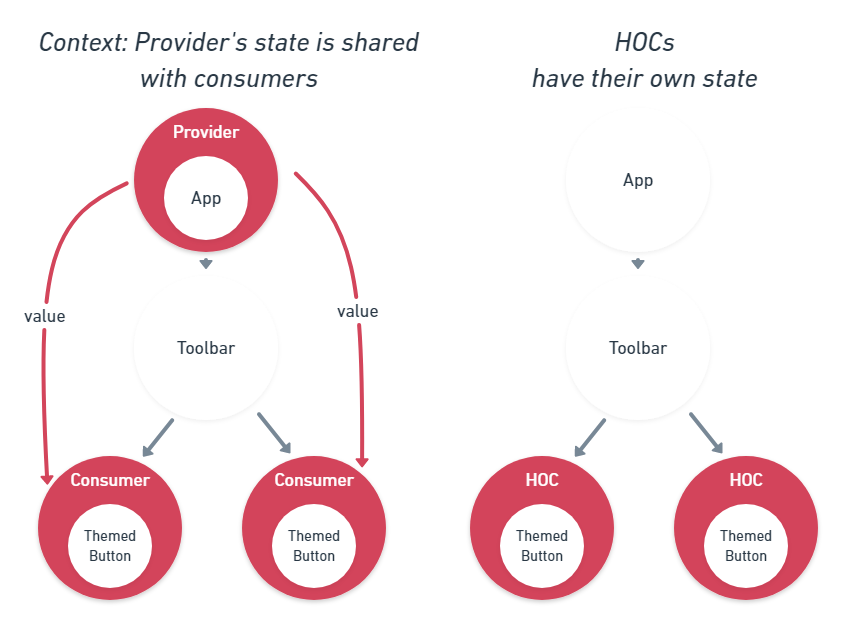 Context: Provider's state is shared
with consumers
Provider
App
value
value
Toolbar
Consumer
Themed
Button
Consumer
Themed
Button
HOCs
have their own state
App
Toolbar
HOC
Themed
Button
HOC
Themed
Button